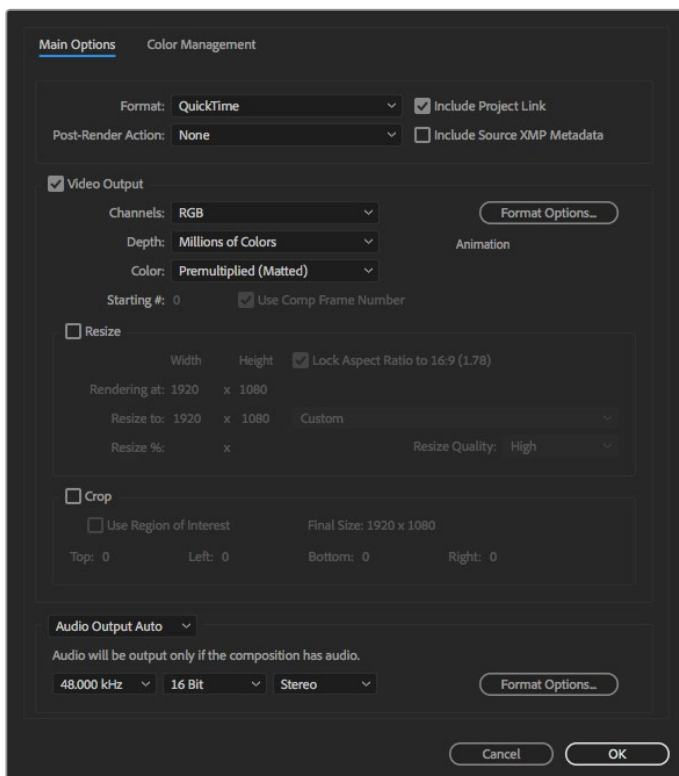 Main Options Color Management
Format: QuickTime Include Project Link
Post-Render Action: None Include Source XMP Metadata
Video Output
Channels: RGB Format Options...
Depth: Millions of Colors Animation
Color: Premultiplied (Matted)
Starting #: 0 Use Comp Frame Number
Resize
Width Height Lock Aspect Ratio to 16:9 (1.78)
Rendering at: 1920 x 1080
Resize to: 1920 x 1080 Custom
Resize %: x Resize Quality: High
Crop
Use Region of Interest Final Size: 1920 x 1080
Top: 0 Left: 0 Bottom: 0 Right: 0
Audio Output Auto
Audio will be output only if the composition has audio.
48.000 kHz 16 Bit Stereo Format Options...
Cancel OK